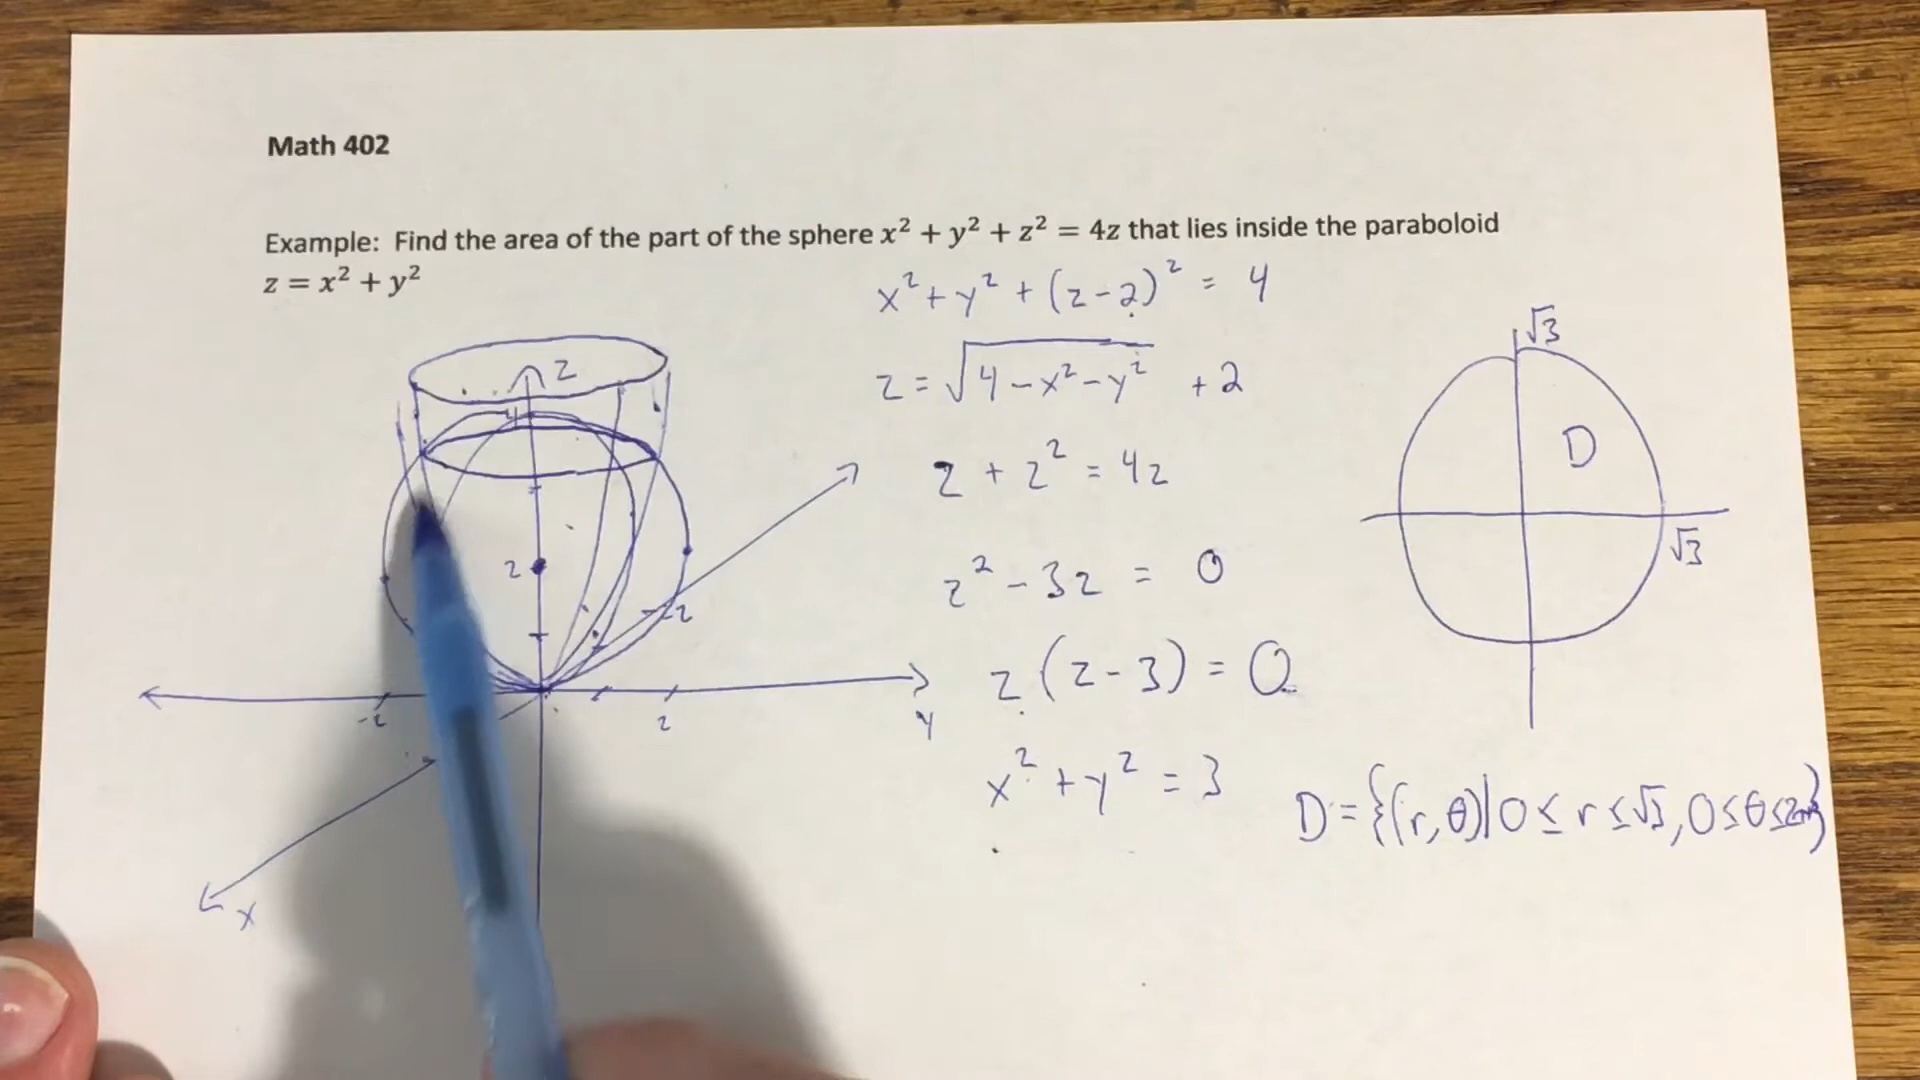 Math 402
Example: Find the area of the part of the sphere x² + y² + z² = 4z that lies inside the paraboloid
z = x² + y²
x² + y² + (z-2)² = 4
z = √(4-x²-y²) + 2
z + z² = 4z
z² - 3z = 0
z(z-3) = 0
x² + y² = 3
z
4
2
-2
-2
2
y
x
√3
D
√3
D = {(r, θ)| 0 ≤ r ≤ √3, 0 ≤ θ ≤ 2π}